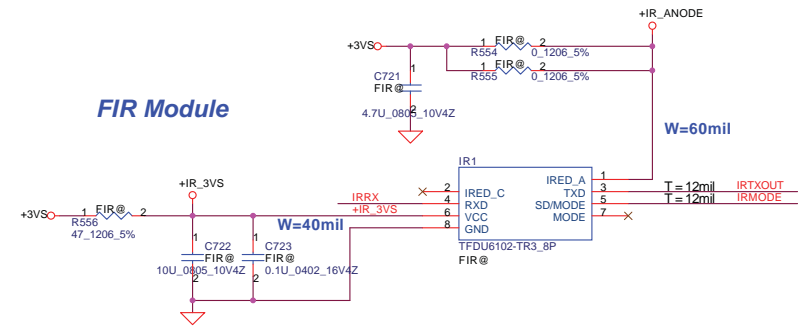 +IR_ANODE
+3VS
1 FIR@ 2
R554 0_1206_5%
1 FIR@ 2
R555 0_1206_5%
1
C721
FIR@
2
4.7U_0805_10V4Z
FIR Module
W=60mil
IR1
IRED_A 1
2 IRED_C
TXD 3
T = 12mil IRTXOUT
IRRX 4 RXD
SD/MODE 5
T = 12mil IRMODE
+IR_3VS 6 VCC
MODE 7
8 GND
TFDU6102-TR3_8P
FIR@
+IR_3VS
+3VS
1 FIR@ 2
R556
47_1206_5%
W=40mil
1
C722
FIR@
2
10U_0805_10V4Z
1
C723
FIR@
2
0.1U_0402_16V4Z